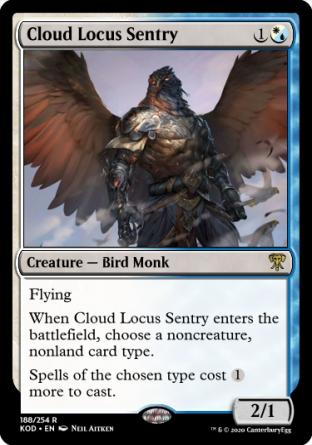 Cloud Locus Sentry 1
Creature — Bird Monk
Flying
When Cloud Locus Sentry enters the
battlefield, choose a noncreature,
nonland card type.
Spells of the chosen type cost 1
more to cast.
2/1
188/254 R
KOD • EN Neil Aitken
™ & © 2020 CanterburyEgg